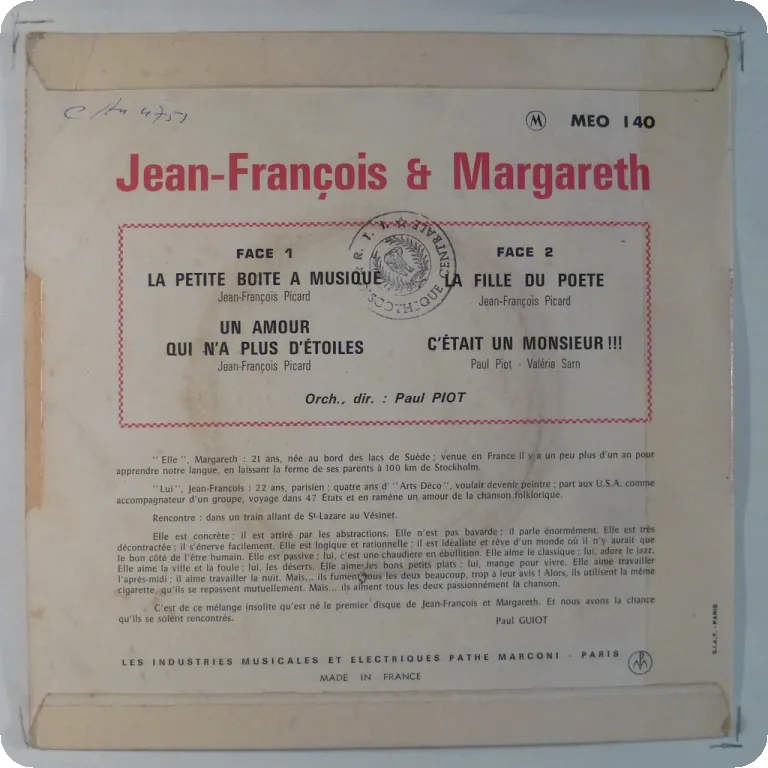 MEO 140
Jean-François & Margareth
FACE 1
LA PETITE BOITE A MUSIQUE
Jean-François Picard
UN AMOUR
QUI N'A PLUS D'ÉTOILES
Jean-François Picard
FACE 2
LA FILLE DU POETE
Jean-François Picard
C'ÉTAIT UN MONSIEUR !!!
Paul Piot - Valérie Sarn
Orch., dir. : Paul PIOT
" Elle ", Margareth : 21 ans, née au bord des lacs de Suède ; venue en France il y a un peu plus d'un an pour
apprendre notre langue, en laissant la ferme de ses parents à 100 km de Stockholm.
"Lui", Jean-François : 22 ans, parisien ; quatre ans d' "Arts Déco", voulait devenir peintre ; part aux U.S.A. comme
accompagnateur d'un groupe, voyage dans 47 États et en ramène un amour de la chanson folklorique.
Rencontre : dans un train allant de St-Lazare au Vésinet.
Elle est concrète ; il est attiré par les abstractions. Elle n'est pas bavarde ; il parle énormément. Elle est très
décontractée ; il s'énerve facilement. Elle est logique et rationnelle ; il est idéaliste et rêve d'un monde où il n'y aurait que
le bon côté de l'être humain. Elle est passive ; lui, c'est une chaudière en ébullition. Elle aime le classique ; lui, adore le jazz.
Elle aime la ville et la foule ; lui, les déserts. Elle aime les bons petits plats ; lui, mange pour vivre. Elle aime travailler
l'après-midi ; il aime travailler la nuit. Mais... ils fument tous les deux beaucoup, trop à leur avis ! Alors, ils utilisent la même
cigarette, qu'ils se repassent mutuellement. Mais... ils aiment tous les deux passionnément la chanson.
C'est de ce mélange insolite qu'est né le premier disque de Jean-François et Margareth. Et nous avons la chance
qu'ils se soient rencontrés.
Paul GUIOT
LES INDUSTRIES MUSICALES ET ELECTRIQUES PATHE MARCONI - PARIS
MADE IN FRANCE
S.I.A.T. - PARIS